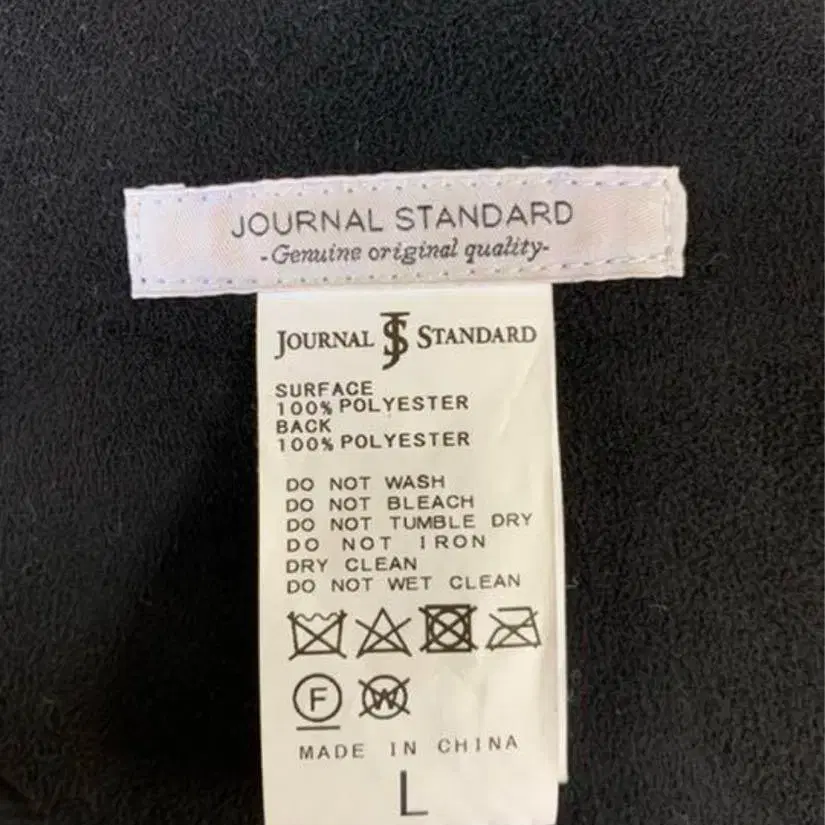 JOURNAL STANDARD
-Genuine original quality-
JOURNAL JS STANDARD
SURFACE
100% POLYESTER
BACK
100% POLYESTER
DO NOT WASH
DO NOT BLEACH
DO NOT TUMBLE DRY
DO NOT IRON
DRY CLEAN
DO NOT WET CLEAN
F W
MADE IN CHINA
L